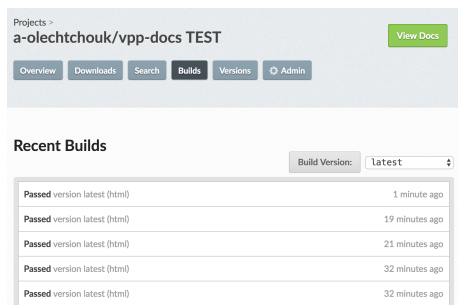 Projects >
a-olechtchouk/vpp-docs TEST
View Docs
Overview Downloads Search Builds Versions Admin
Recent Builds
Build Version: latest
Passed version latest (html) 1 minute ago
Passed version latest (html) 19 minutes ago
Passed version latest (html) 21 minutes ago
Passed version latest (html) 32 minutes ago
Passed version latest (html) 32 minutes ago